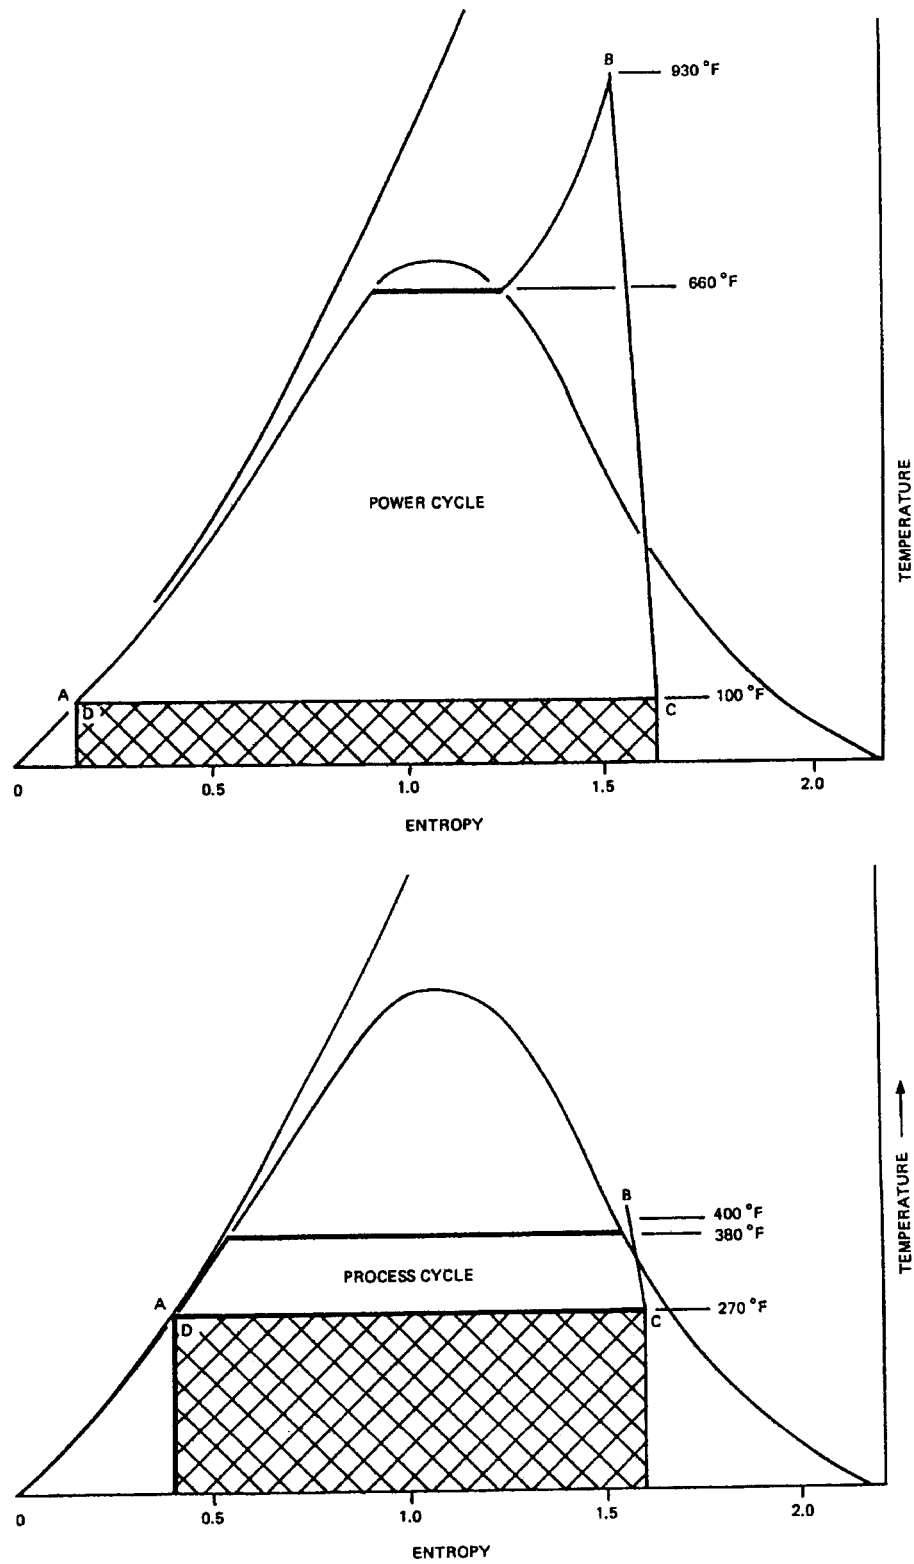 B
930 °F
660 °F
POWER CYCLE
TEMPERATURE
A
D
100 °F
C
0
0.5
1.0
1.5
2.0
ENTROPY
B
400 °F
380 °F
PROCESS CYCLE
TEMPERATURE
A
D
270 °F
C
0
0.5
1.0
1.5
2.0
ENTROPY